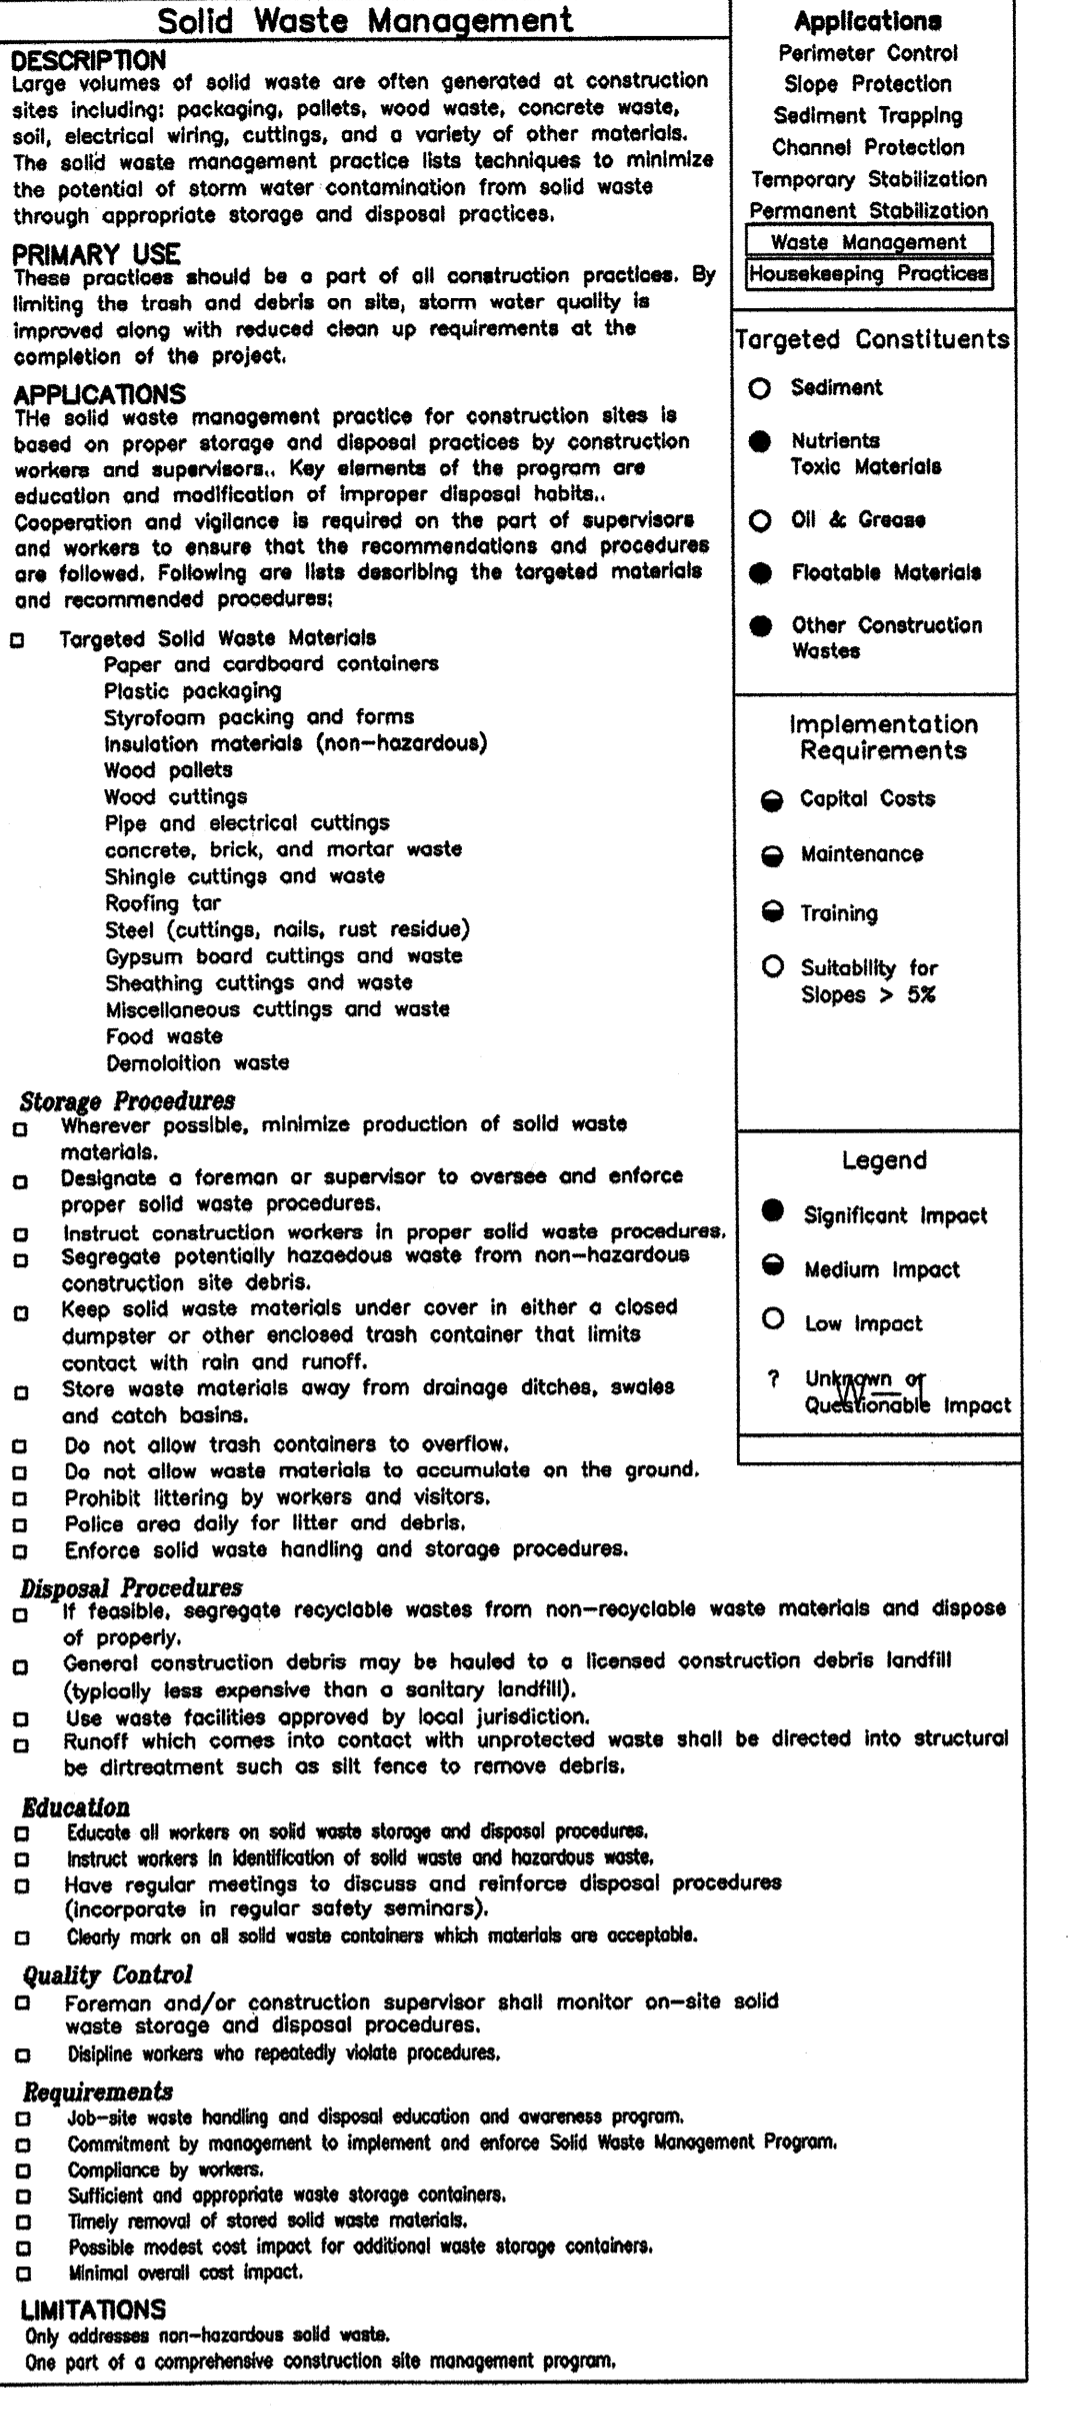 Solid Waste Management
DESCRIPTION
Large volumes of solid waste are often generated at construction
sites including: packaging, pallets, wood waste, concrete waste,
soil, electrical wiring, cuttings, and a variety of other materials.
The solid waste management practice lists techniques to minimize
the potential of storm water contamination from solid waste
through appropriate storage and disposal practices.
PRIMARY USE
These practices should be a part of all construction practices. By
limiting the trash and debris on site, storm water quality is
improved along with reduced clean up requirements at the
completion of the project.
APPLICATIONS
THe solid waste management practice for construction sites is
based on proper storage and disposal practices by construction
workers and supervisors.. Key elements of the program are
education and modification of improper disposal habits..
Cooperation and vigilance is required on the part of supervisors
and workers to ensure that the recommendations and procedures
are followed. Following are lists describing the targeted materials
and recommended procedures:
Targeted Solid Waste Materials
Paper and cardboard containers
Plastic packaging
Styrofoam packing and forms
Insulation materials (non-hazardous)
Wood pallets
Wood cuttings
Pipe and electrical cuttings
concrete, brick, and mortar waste
Shingle cuttings and waste
Roofing tar
Steel (cuttings, nails, rust residue)
Gypsum board cuttings and waste
Sheathing cuttings and waste
Miscellaneous cuttings and waste
Food waste
Demoloition waste
Storage Procedures
Wherever possible, minimize production of solid waste
materials.
Designate a foreman or supervisor to oversee and enforce
proper solid waste procedures.
Instruct construction workers in proper solid waste procedures.
Segregate potentially hazaedous waste from non-hazardous
construction site debris.
Keep solid waste materials under cover in either a closed
dumpster or other enclosed trash container that limits
contact with rain and runoff.
Store waste materials away from drainage ditches, swales
and catch basins.
Do not allow trash containers to overflow.
Do not allow waste materials to accumulate on the ground.
Prohibit littering by workers and visitors.
Police area daily for litter and debris.
Enforce solid waste handling and storage procedures.
Disposal Procedures
If feasible, segregate recyclable wastes from non-recyclable waste materials and dispose
of properly.
General construction debris may be hauled to a licensed construction debris landfill
(typically less expensive than a sanitary landfill).
Use waste facilities approved by local jurisdiction.
Runoff which comes into contact with unprotected waste shall be directed into structural
be dirtreatment such as silt fence to remove debris.
Education
Educate all workers on solid waste storage and disposal procedures.
Instruct workers in identification of solid waste and hazardous waste.
Have regular meetings to discuss and reinforce disposal procedures
(incorporate in regular safety seminars).
Clearly mark on all solid waste containers which materials are acceptable.
Quality Control
Foreman and/or construction supervisor shall monitor on-site solid
waste storage and disposal procedures.
Disipline workers who repeatedly violate procedures.
Requirements
Job-site waste handling and disposal education and awareness program.
Commitment by management to implement and enforce Solid Waste Management Program.
Compliance by workers.
Sufficient and appropriate waste storage containers.
Timely removal of stored solid waste materials.
Possible modest cost impact for additional waste storage containers.
Minimal overall cost impact.
LIMITATIONS
Only addresses non-hazardous solid waste.
One part of a comprehensive construction site management program.
Applications
Perimeter Control
Slope Protection
Sediment Trapping
Channel Protection
Temporary Stabilization
Permanent Stabilization
Waste Management
Housekeeping Practices
Targeted Constituents
Sediment
Nutrients
Toxic Materials
Oil & Grease
Floatable Materials
Other Construction
Wastes
Implementation
Requirements
Capital Costs
Maintenance
Training
Suitability for
Slopes > 5%
Legend
Significant Impact
Medium Impact
Low Impact
? Unknown or
Questionable Impact